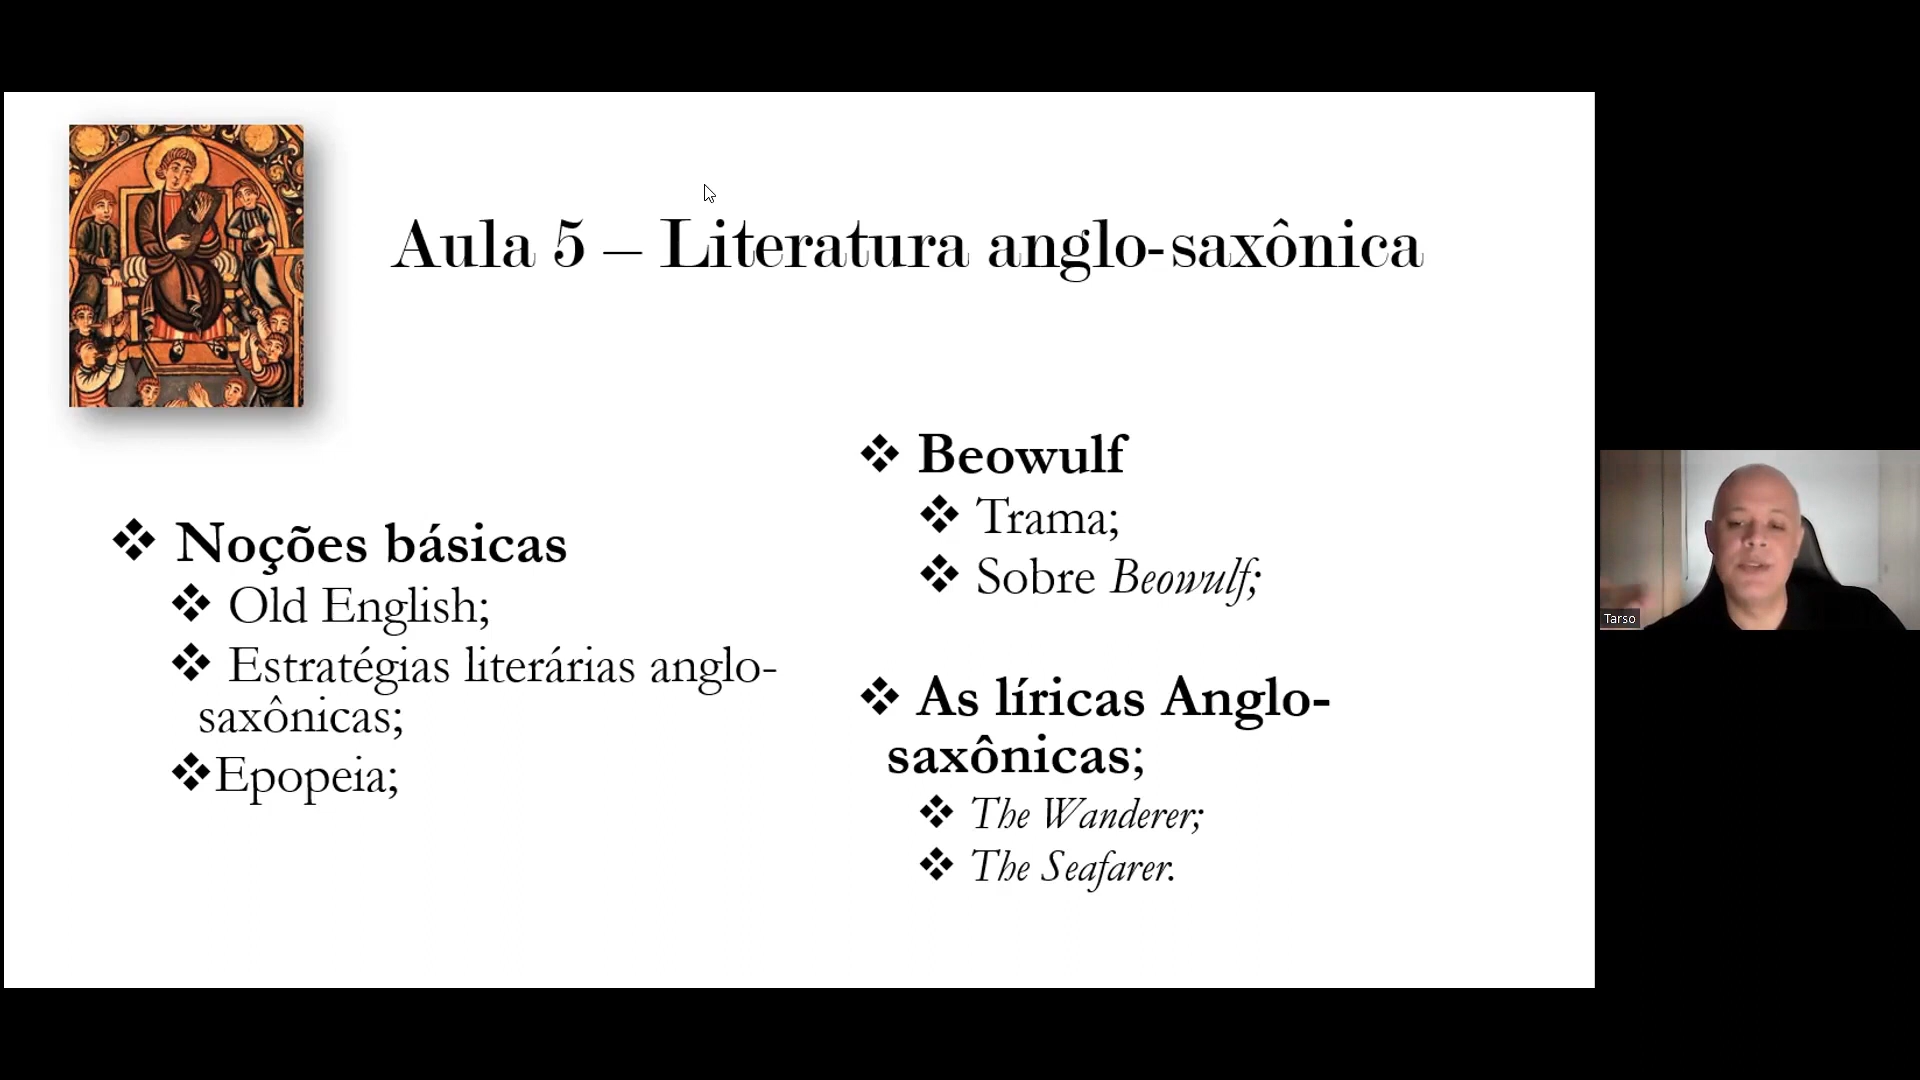 Aula 5 – Literatura anglo-saxônica
Noções básicas
Old English;
Estratégias literárias anglo-
saxônicas;
Epopeia;
Beowulf
Trama;
Sobre Beowulf;
As líricas Anglo-
saxônicas;
The Wanderer;
The Seafarer.
Tarso